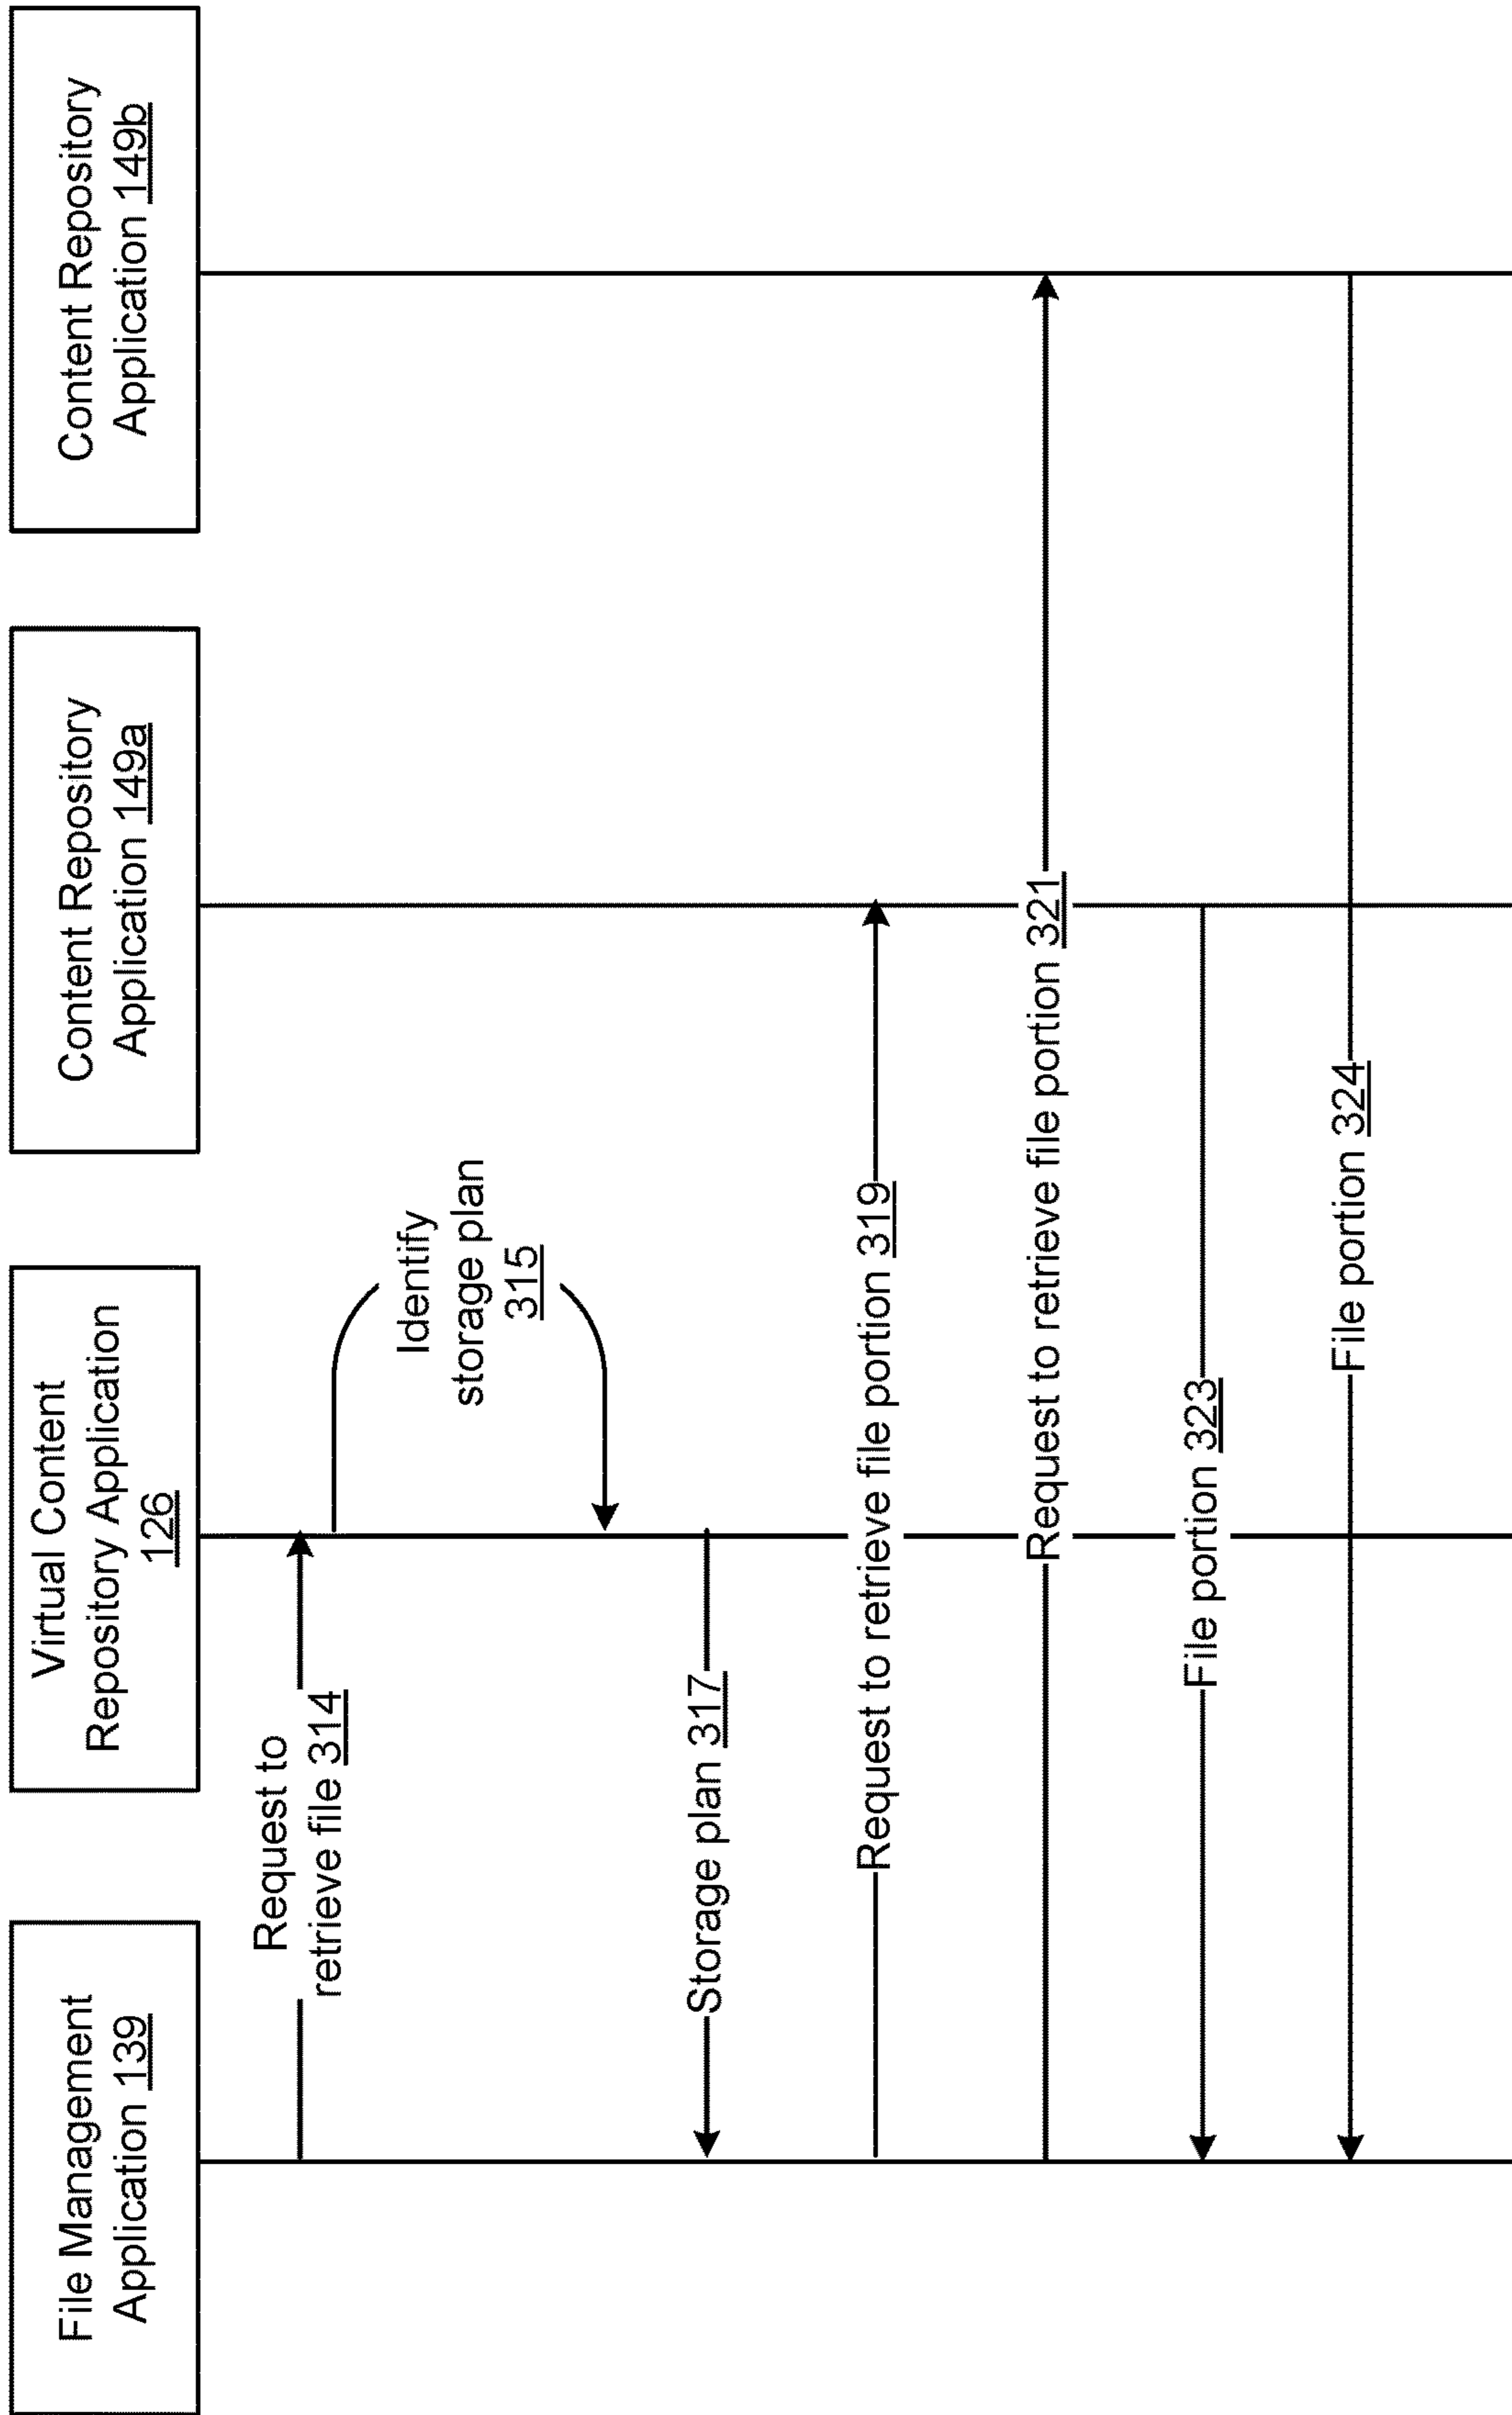 File Management
Application 139
Virtual Content
Repository Application
126
Content Repository
Application 149a
Content Repository
Application 149b
Request to
retrieve file 314
Identify
storage plan
315
Storage plan 317
Request to retrieve file portion 319
Request to retrieve file portion 321
File portion 323
File portion 324